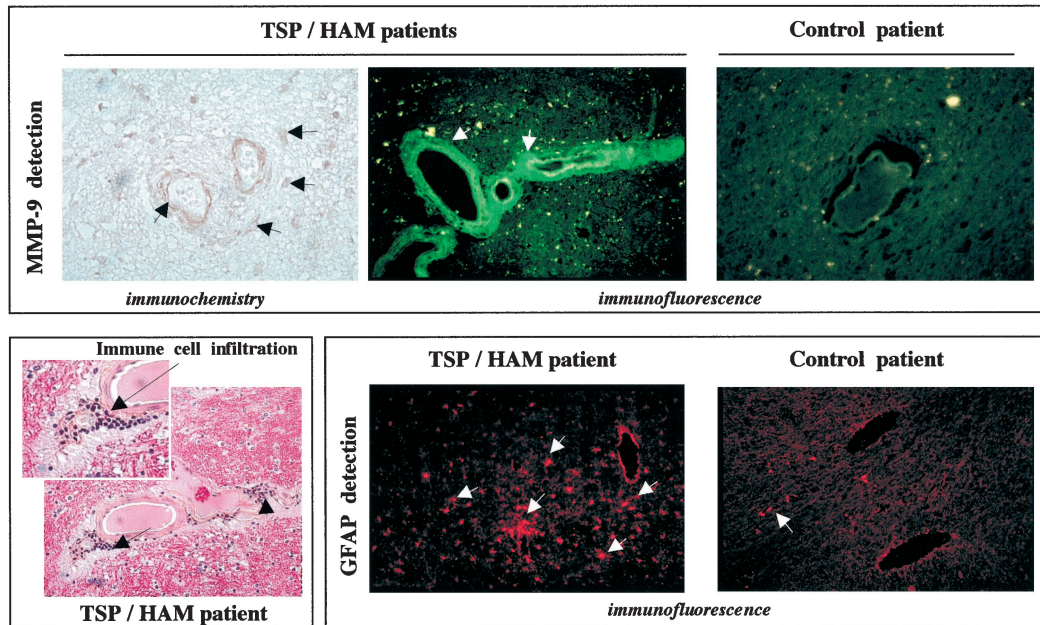 TSP / HAM patients
Control patient
MMP-9 detection
immunochemistry
immunofluorescence
Immune cell infiltration
TSP / HAM patient
TSP / HAM patient
Control patient
GFAP detection
immunofluorescence